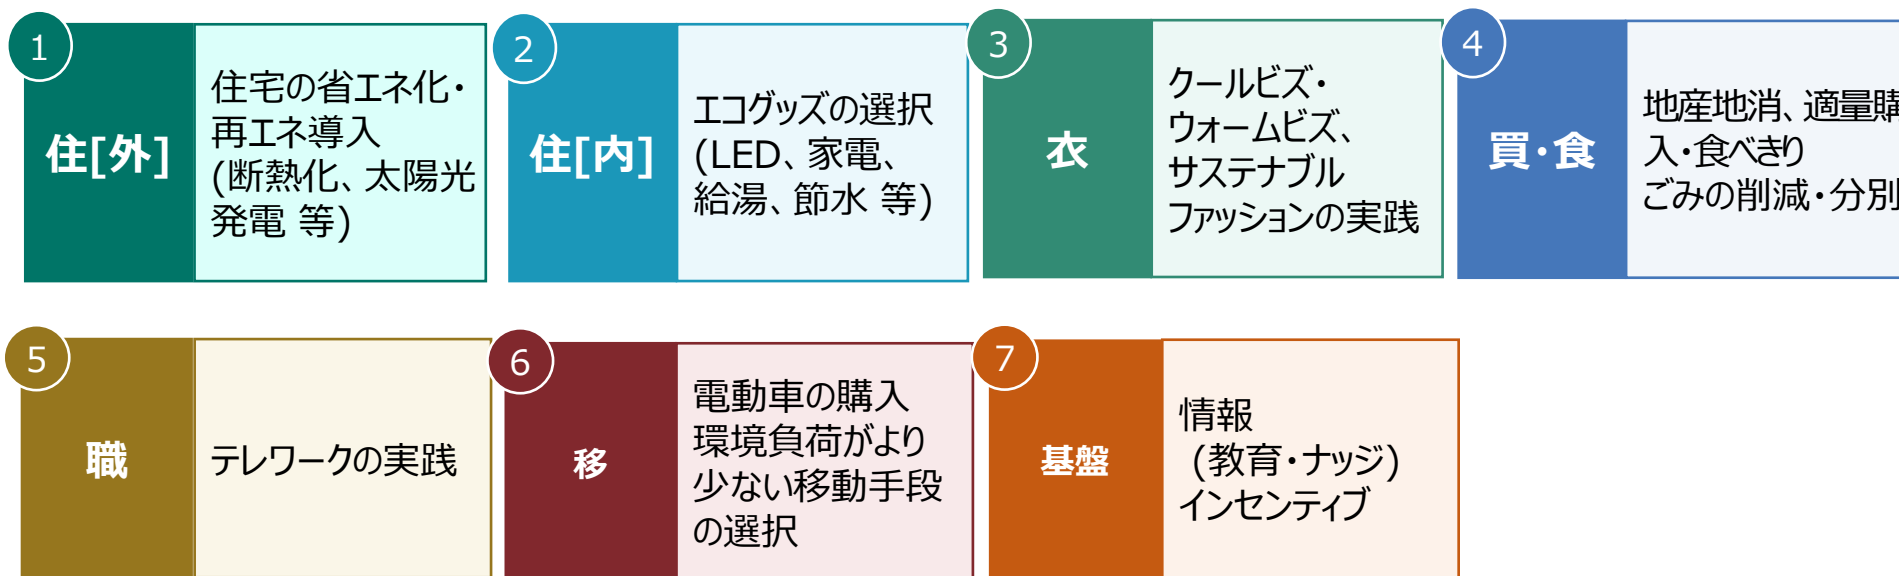 1
住[外]
住宅の省エネ化・
再エネ導入
(断熱化、太陽光
発電 等)
2
住[内]
エコグッズの選択
(LED、家電、
給湯、節水 等)
3
衣
クールビズ・
ウォームビズ、
サステナブル
ファッションの実践
4
買・食
地産地消、適量購
入・食べきり
ごみの削減・分別
5
職
テレワークの実践
6
移
電動車の購入
環境負荷がより
少ない移動手段
の選択
7
基盤
情報
(教育・ナッジ)
インセンティブ